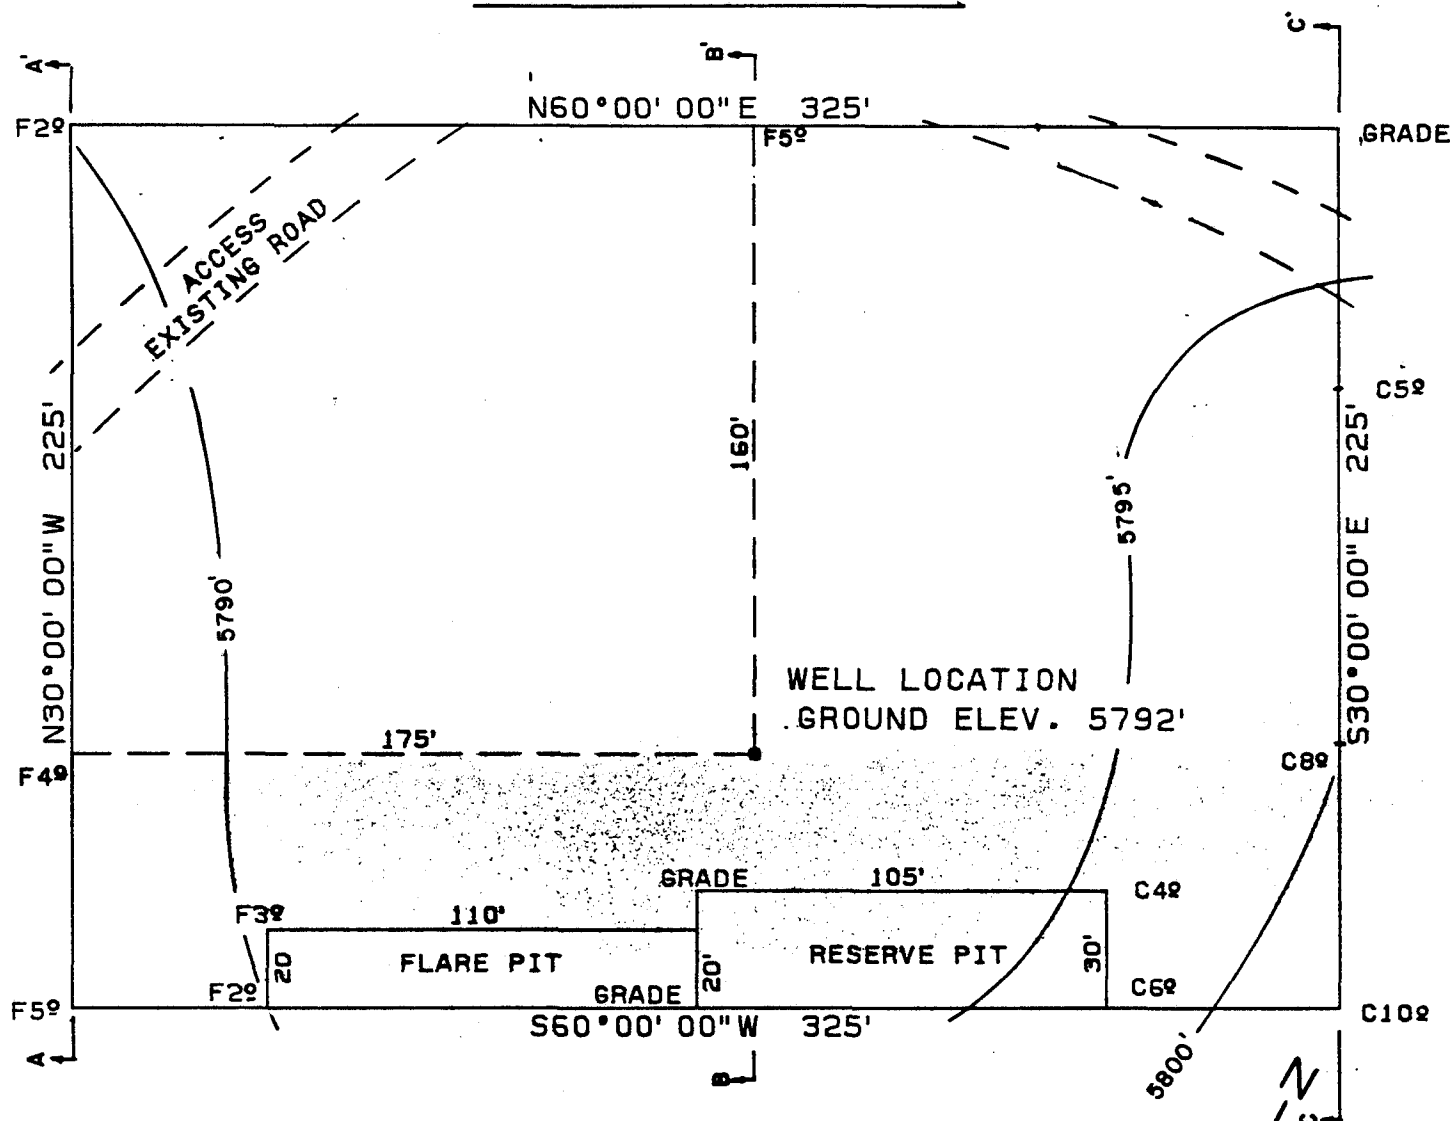 C'
B'
A'
N60°00'00"E 325'
F2º
F5º
GRADE
ACCESS
EXISTING ROAD
C5º
225'
225'
160'
5795'
N30°00'00"W
S30°00'00"E
5790'
WELL LOCATION
GROUND ELEV. 5792'
175'
F4º
C8º
GRADE
105'
C4º
F3º
110'
20
FLARE PIT
20'
RESERVE PIT
30'
F2º
GRADE
C6º
F5º
S60°00'00"W 325'
C10º
A
B
5800'
N